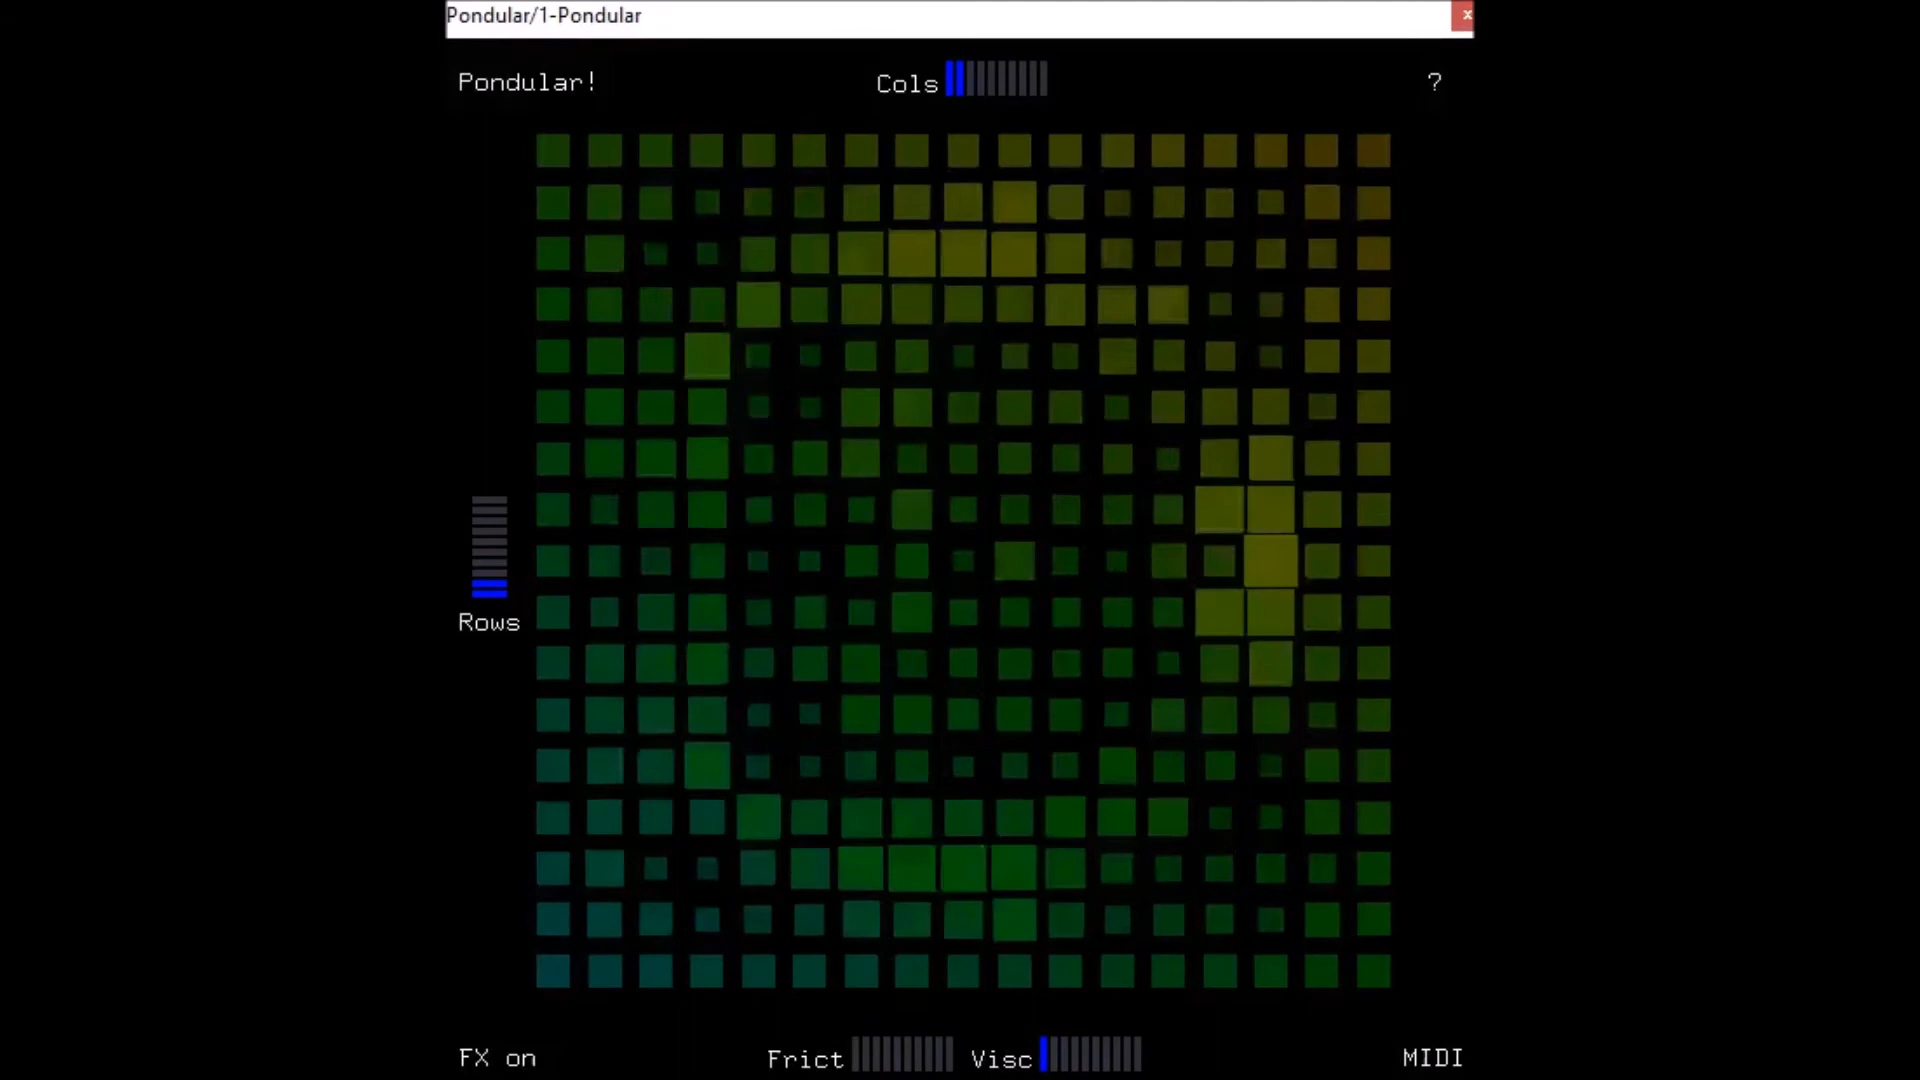 Pondular/1-Pondular x
Pondular! Cols ?
Rows
FX on Frict Visc MIDI